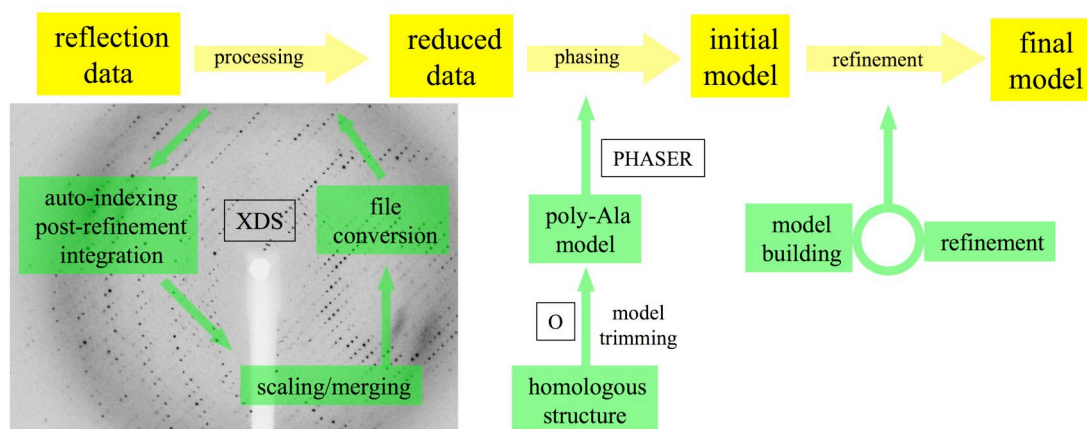 reflection
data
processing
reduced
data
phasing
initial
model
refinement
final
model
auto-indexing
post-refinement
integration
XDS
file
conversion
scaling/merging
PHASER
poly-Ala
model
O
model
trimming
homologous
structure
model
building
refinement